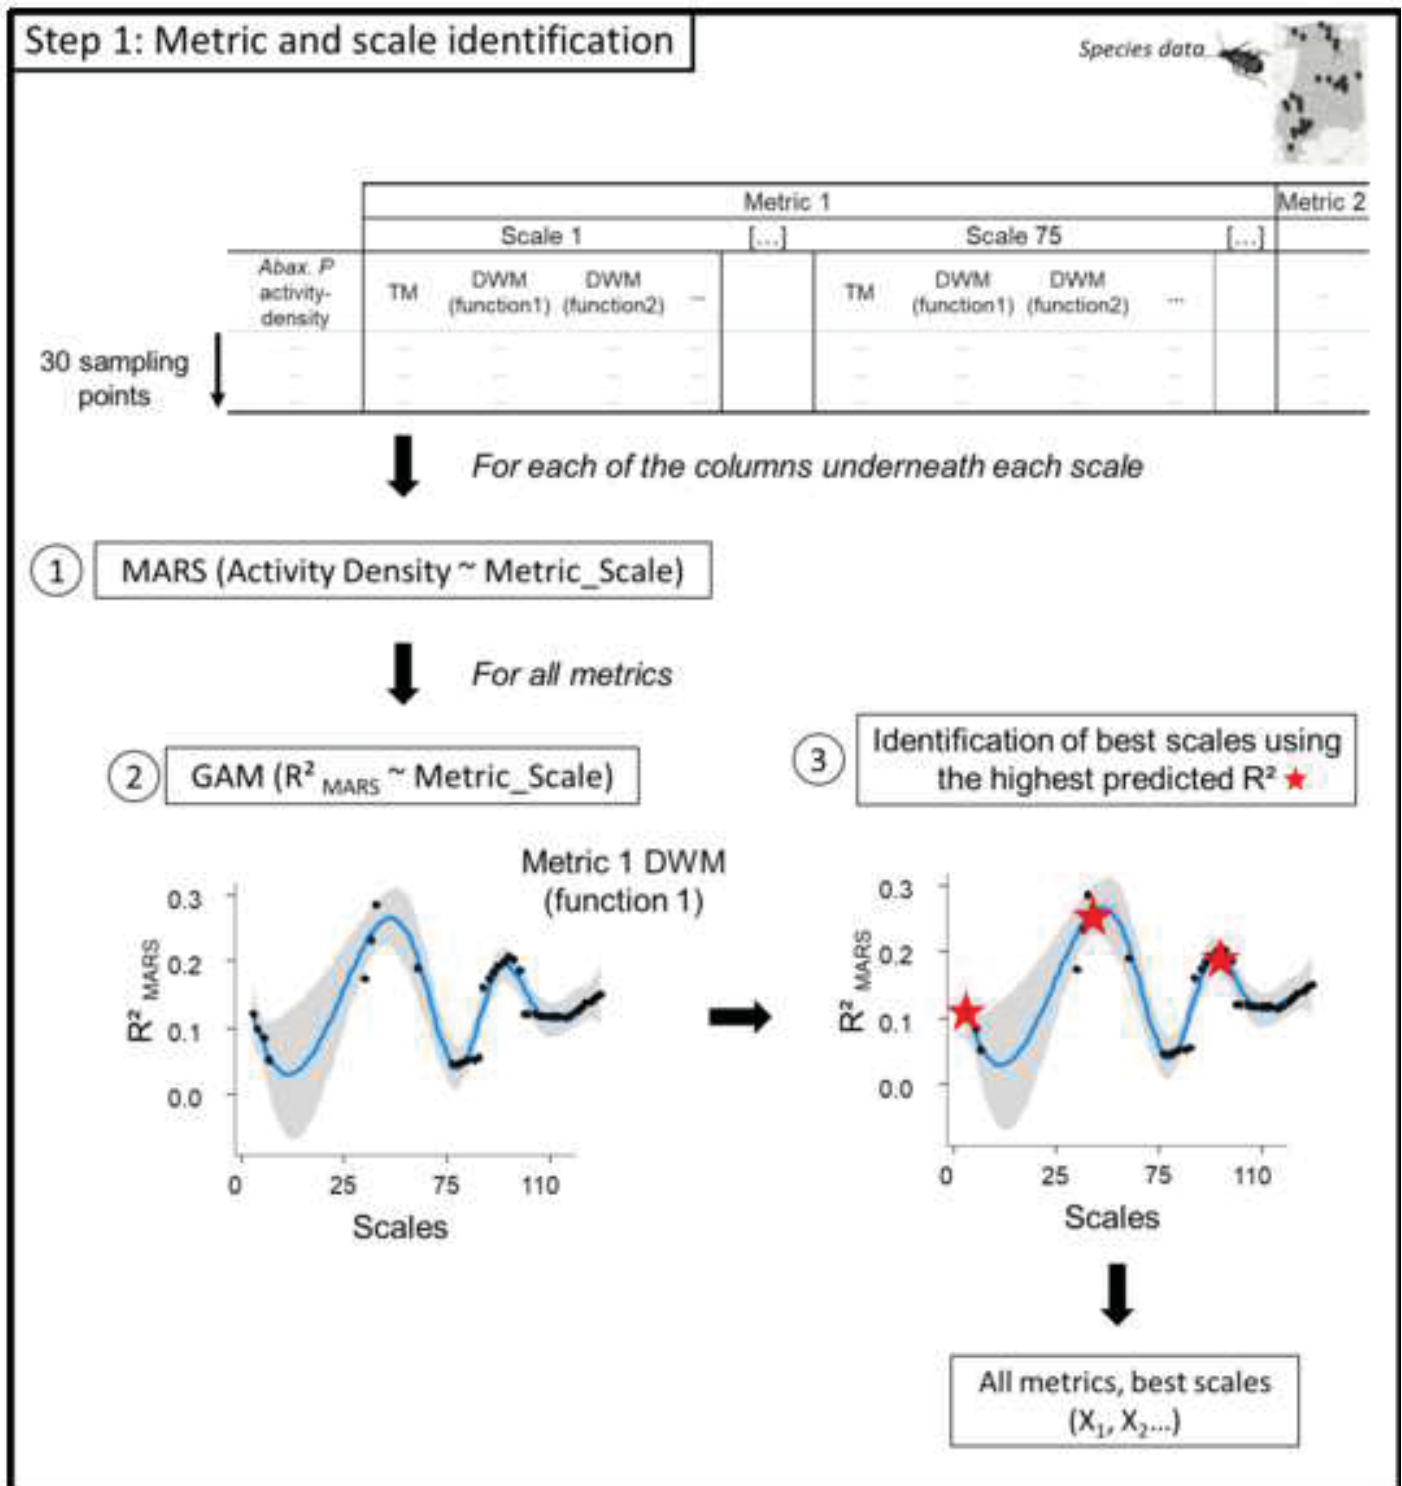 Step 1: Metric and scale identification
Species data
Metric 1 Metric 2
Scale 1 [...] Scale 75 [...]
Abax. P
activity-
density
TM
DWM
(function1)
DWM
(function2)
...
TM
DWM
(function1)
DWM
(function2)
...
30 sampling
points
For each of the columns underneath each scale
1 MARS (Activity Density ~ Metric_Scale)
For all metrics
2 GAM (R² MARS ~ Metric_Scale)
3 Identification of best scales using
the highest predicted R²
Metric 1 DWM
(function 1)
R² MARS
0.3
0.2
0.1
0.0
0 25 75 110
Scales
R² MARS
0.3
0.2
0.1
0.0
0 25 75 110
Scales
All metrics, best scales
(X₁, X₂...)